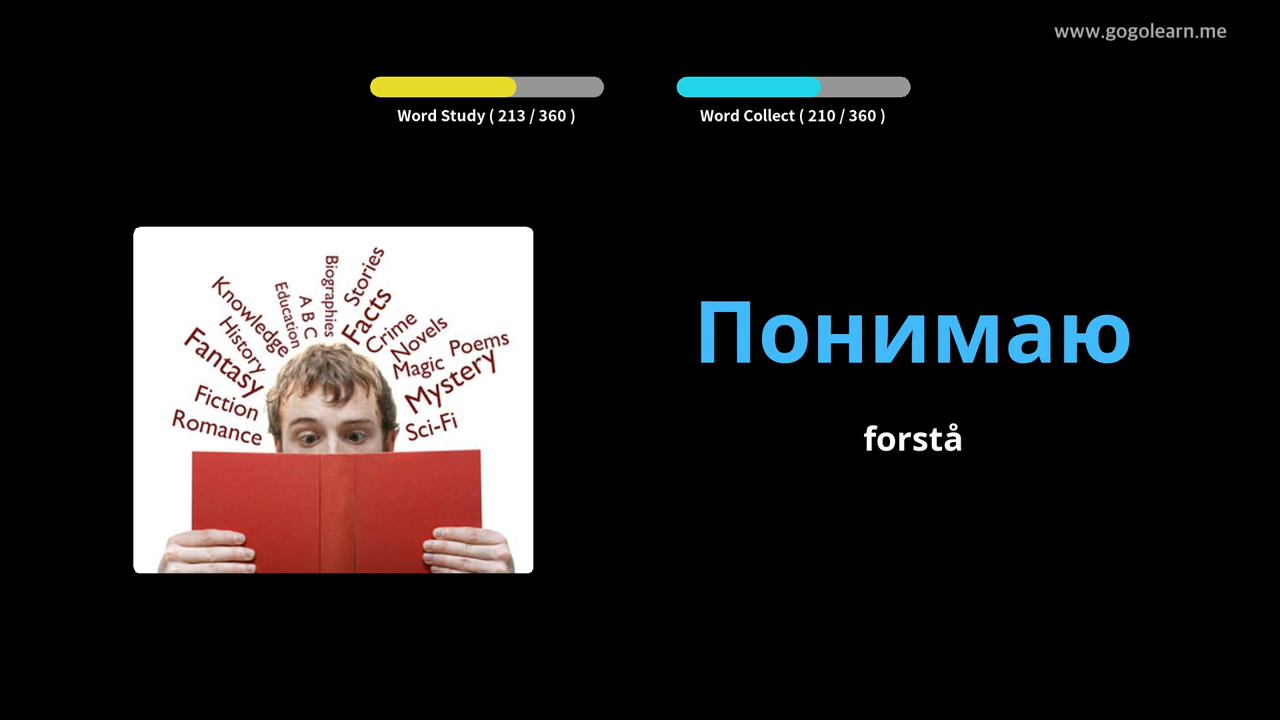 www.gogolearn.me
Word Study ( 213 / 360 )
Word Collect ( 210 / 360 )
Knowledge
History
Fantasy
Fiction
Romance
Education
A B C
Biographies
Stories
Facts
Crime
Novels
Magic
Poems
Mystery
Sci-Fi
Понимаю
forstå